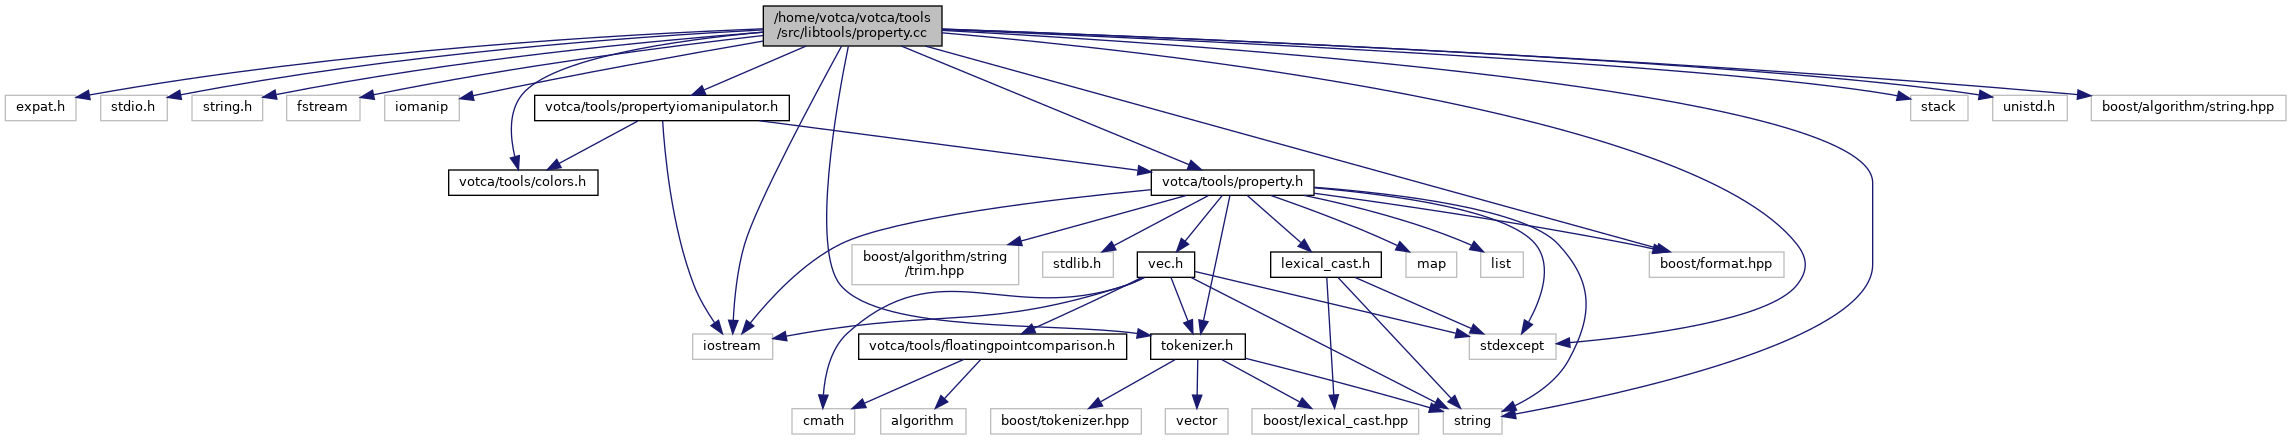 /home/votca/votca/tools
/src/libtools/property.cc
expat.h
stdio.h
string.h
fstream
iomanip
votca/tools/propertyiomanipulator.h
stack
unistd.h
boost/algorithm/string.hpp
votca/tools/colors.h
votca/tools/property.h
boost/algorithm/string
/trim.hpp
stdlib.h
vec.h
lexical_cast.h
map
list
boost/format.hpp
iostream
votca/tools/floatingpointcomparison.h
tokenizer.h
stdexcept
cmath
algorithm
boost/tokenizer.hpp
vector
boost/lexical_cast.hpp
string